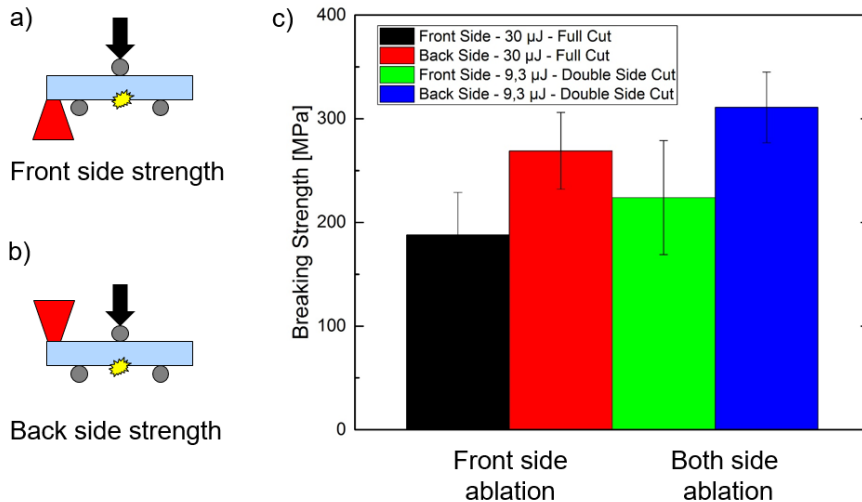 a)
Front side strength
b)
Back side strength
c)
Front Side - 30 µJ - Full Cut
Back Side - 30 µJ - Full Cut
Front Side - 9,3 µJ - Double Side Cut
Back Side - 9,3 µJ - Double Side Cut
Breaking Strength [MPa]
400
300
200
100
0
Front side
ablation
Both side
ablation